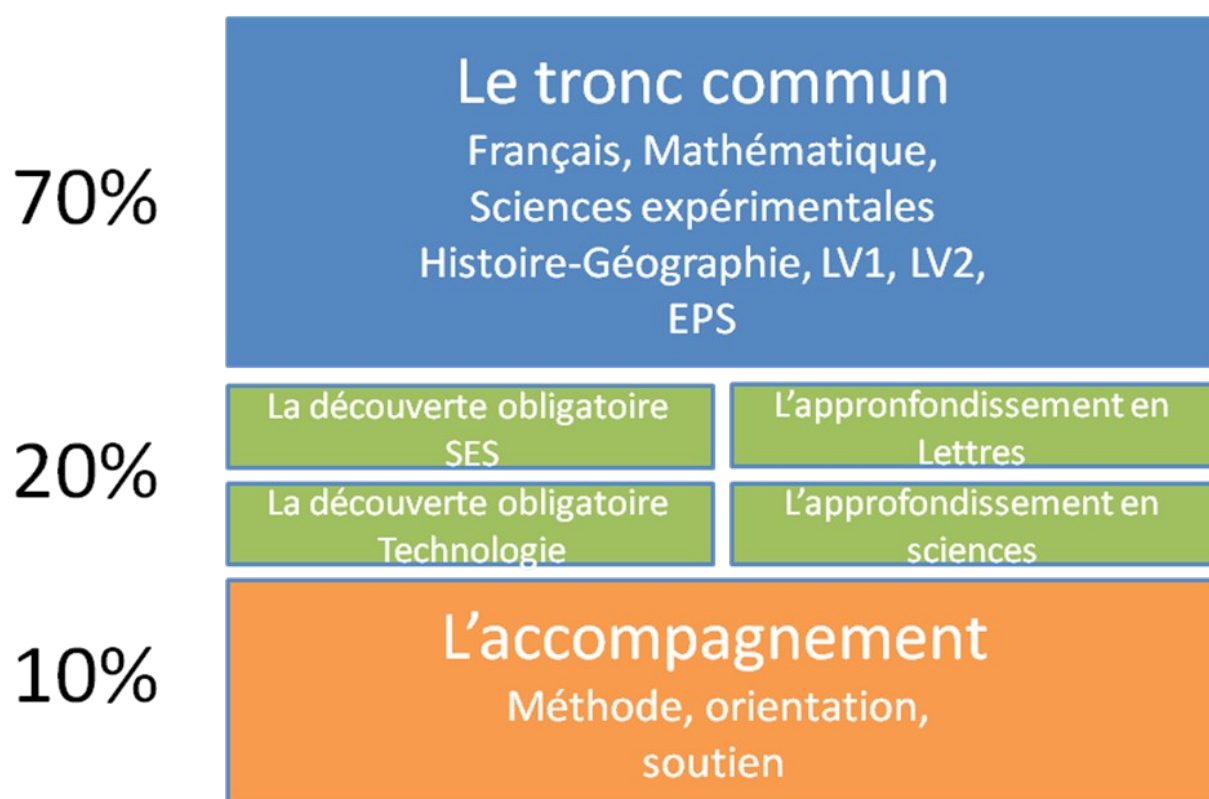 70%
Le tronc commun
Français, Mathématique,
Sciences expérimentales
Histoire-Géographie, LV1, LV2,
EPS
20%
La découverte obligatoire
SES
L'appronfondissement en
Lettres
La découverte obligatoire
Technologie
L'approfondissement en
sciences
10%
L'accompagnement
Méthode, orientation,
soutien